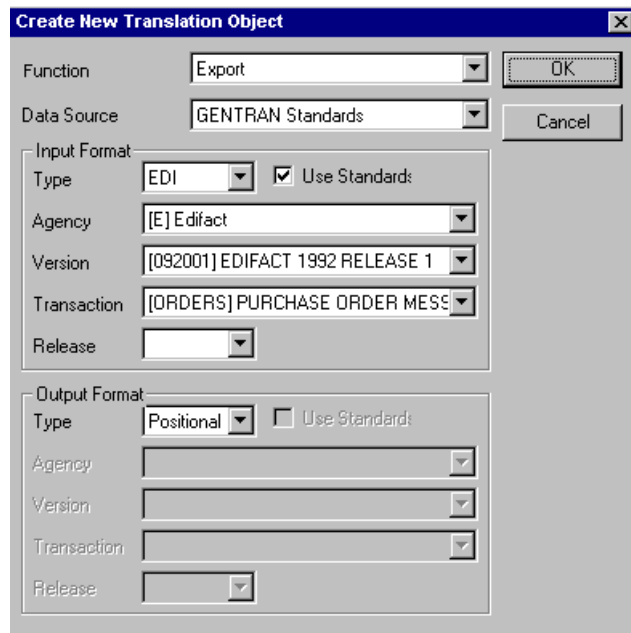 Create New Translation Object
Function Export OK
Data Source GENTRAN Standards Cancel
Input Format
Type EDI Use Standards
Agency [E] Edifact
Version [092001] EDIFACT 1992 RELEASE 1
Transaction [ORDERS] PURCHASE ORDER MESS
Release
Output Format
Type Positional Use Standards
Agency
Version
Transaction
Release